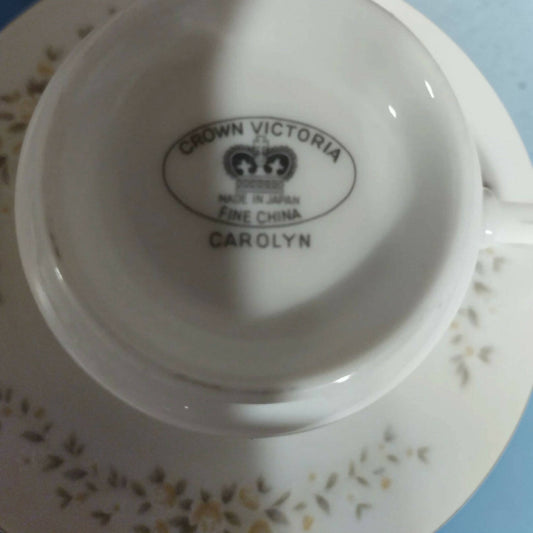 CROWN VICTORIA
MADE IN JAPAN
FINE CHINA
CAROLYN